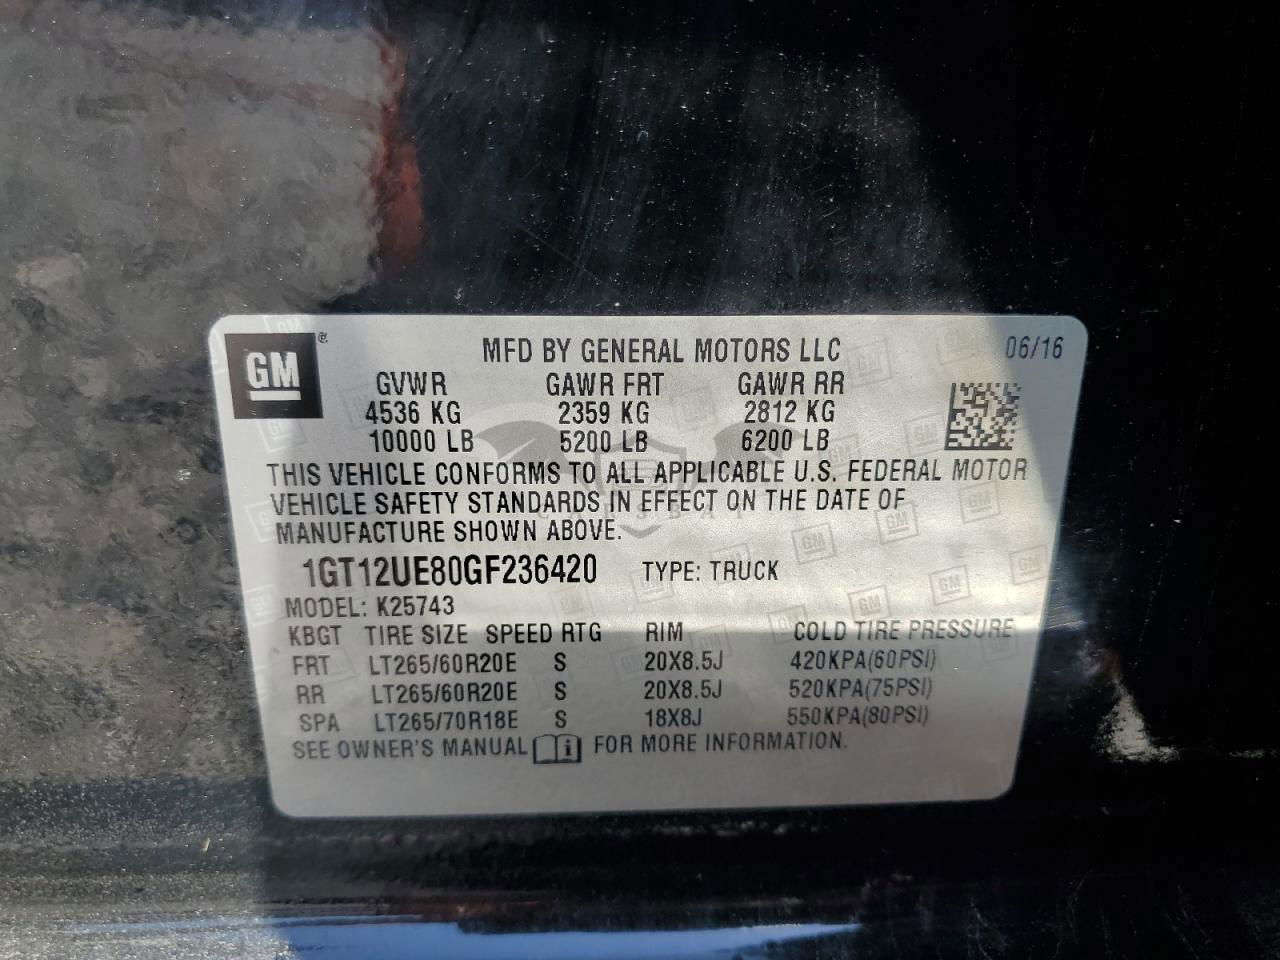 GM ® MFD BY GENERAL MOTORS LLC 06/16
GVWR GAWR FRT GAWR RR
4536 KG 2359 KG 2812 KG
10000 LB 5200 LB 6200 LB
THIS VEHICLE CONFORMS TO ALL APPLICABLE U.S. FEDERAL MOTOR
VEHICLE SAFETY STANDARDS IN EFFECT ON THE DATE OF
MANUFACTURE SHOWN ABOVE.
1GT12UE80GF236420 TYPE: TRUCK
MODEL: K25743
KBGT TIRE SIZE SPEED RTG RIM COLD TIRE PRESSURE
FRT LT265/60R20E S 20X8.5J 420KPA(60PSI)
RR LT265/60R20E S 20X8.5J 520KPA(75PSI)
SPA LT265/70R18E S 18X8J 550KPA(80PSI)
SEE OWNER'S MANUAL i FOR MORE INFORMATION.